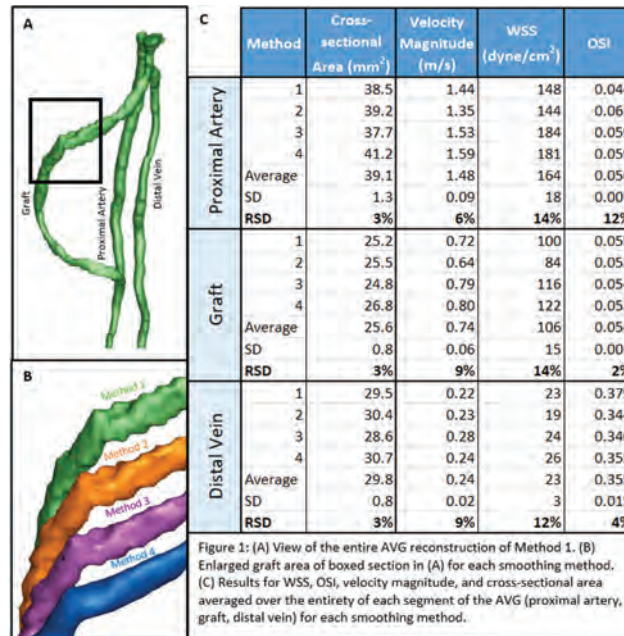 A
Graft
Proximal Artery
Distal Vein
B
Method 1
Method 2
Method 3
Method 4
C
Method Cross-sectional Area (mm²) Velocity Magnitude (m/s) WSS (dyne/cm²) OSI
Proximal Artery
1 38.5 1.44 148
2 39.2 1.35 144
3 37.7 1.53 184
4 41.2 1.59 181
Average 39.1 1.48 164
SD 1.3 0.09 18
RSD 3% 6% 14% 12%
Graft
1 25.2 0.72 100
2 25.5 0.64 84
3 24.8 0.79 116
4 26.8 0.80 122
Average 25.6 0.74 106
SD 0.8 0.06 15
RSD 3% 9% 14% 2%
Distal Vein
1 29.5 0.22 23
2 30.4 0.23 19
3 28.6 0.28 24
4 30.7 0.24 26
Average 29.8 0.24 23
SD 0.8 0.02 3
RSD 3% 9% 12% 4%
Figure 1: (A) View of the entire AVG reconstruction of Method 1. (B)
Enlarged graft area of boxed section in (A) for each smoothing method.
(C) Results for WSS, OSI, velocity magnitude, and cross-sectional area
averaged over the entirety of each segment of the AVG (proximal artery,
graft, distal vein) for each smoothing method.